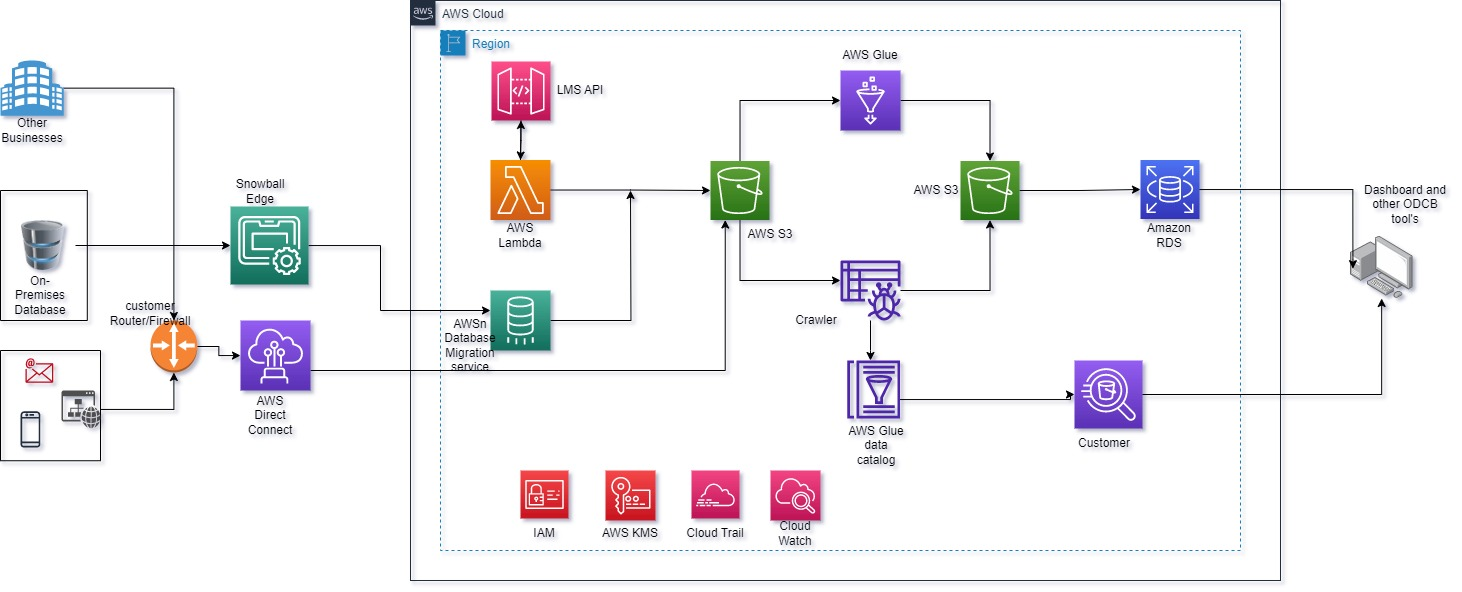 aws
AWS Cloud
Region
Other
Businesses
On-
Premises
Database
customer
Router/Firewall
Snowball
Edge
AWS
Direct
Connect
LMS API
AWS
Lambda
AWSn
Database
Migration
service
AWS S3
AWS Glue
Crawler
AWS Glue
data
catalog
AWS S3
Amazon
RDS
Customer
Dashboard and
other ODCB
tool's
IAM
AWS KMS
Cloud Trail
Cloud
Watch